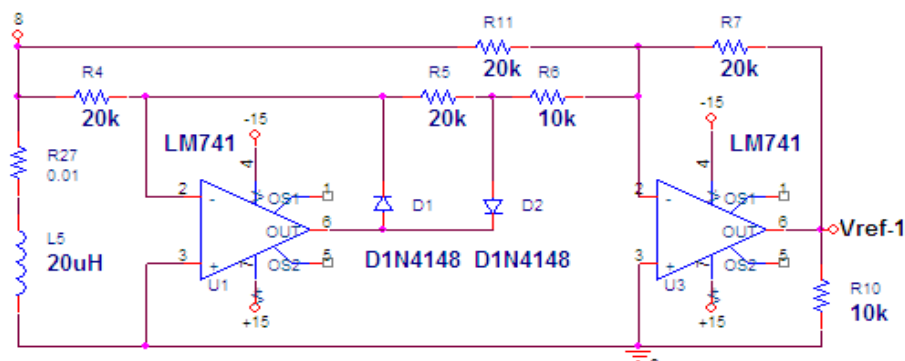 8
R11
20k
R7
20k
R4
20k
R5
20k
R6
10k
-15
-15
LM741
LM741
R27
0.01
4
4
2
-
OS1
1
D1
D2
2
-
OS1
1
OUT
6
OUT
6
Vref-1
L5
20uH
3
+
OS2
5
D1N4148
D1N4148
3
+
OS2
5
U1
7
U3
7
R10
10k
+15
+15